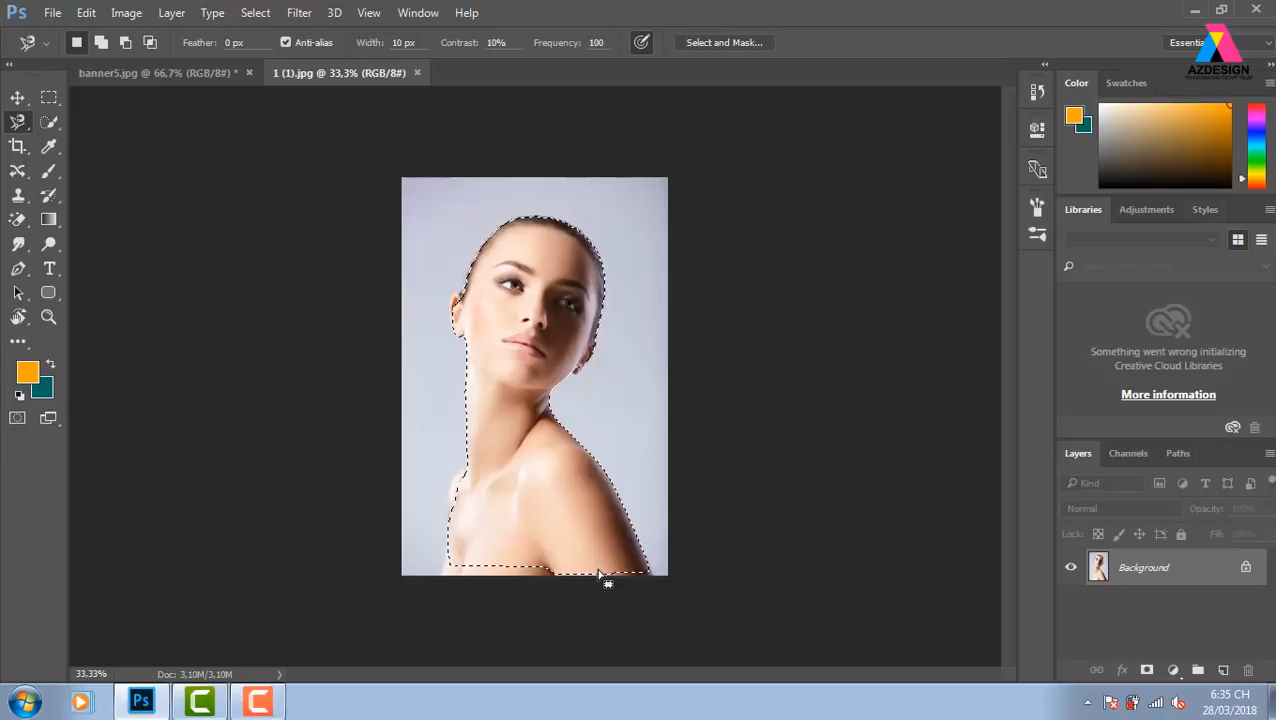 Ps File Edit Image Layer Type Select Filter 3D View Window Help
Feather: 0 px Anti-alias Width: 10 px Contrast: 10% Frequency: 100 Select and Mask... Essentia
AZDESIGN
banner5.jpg @ 66,7% (RGB/8#) * 1 (1).jpg @ 33,3% (RGB/8#)
Color Swatches
Libraries Adjustments Styles
Something went wrong initializing
Creative Cloud Libraries
More information
Layers Channels Paths
Kind
Normal Opacity: 100%
Lock: Fill: 100%
Background
33,33% Doc: 3,10M/3,10M
Ps
6:35 CH
28/03/2018